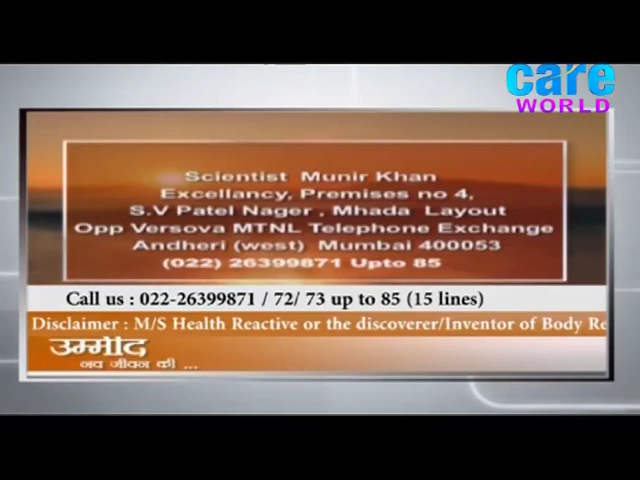 care
WORLD
Scientist Munir Khan
Excellancy, Premises no 4,
S.V Patel Nager , Mhada Layout
Opp Versova MTNL Telephone Exchange
Andheri (west) Mumbai 400053
(022) 26399871 Upto 85
Call us : 022-26399871 / 72/ 73 up to 85 (15 lines)
Disclaimer : M/S Health Reactive or the discoverer/Inventor of Body Re
उम्मीद
नव जीवन की ...